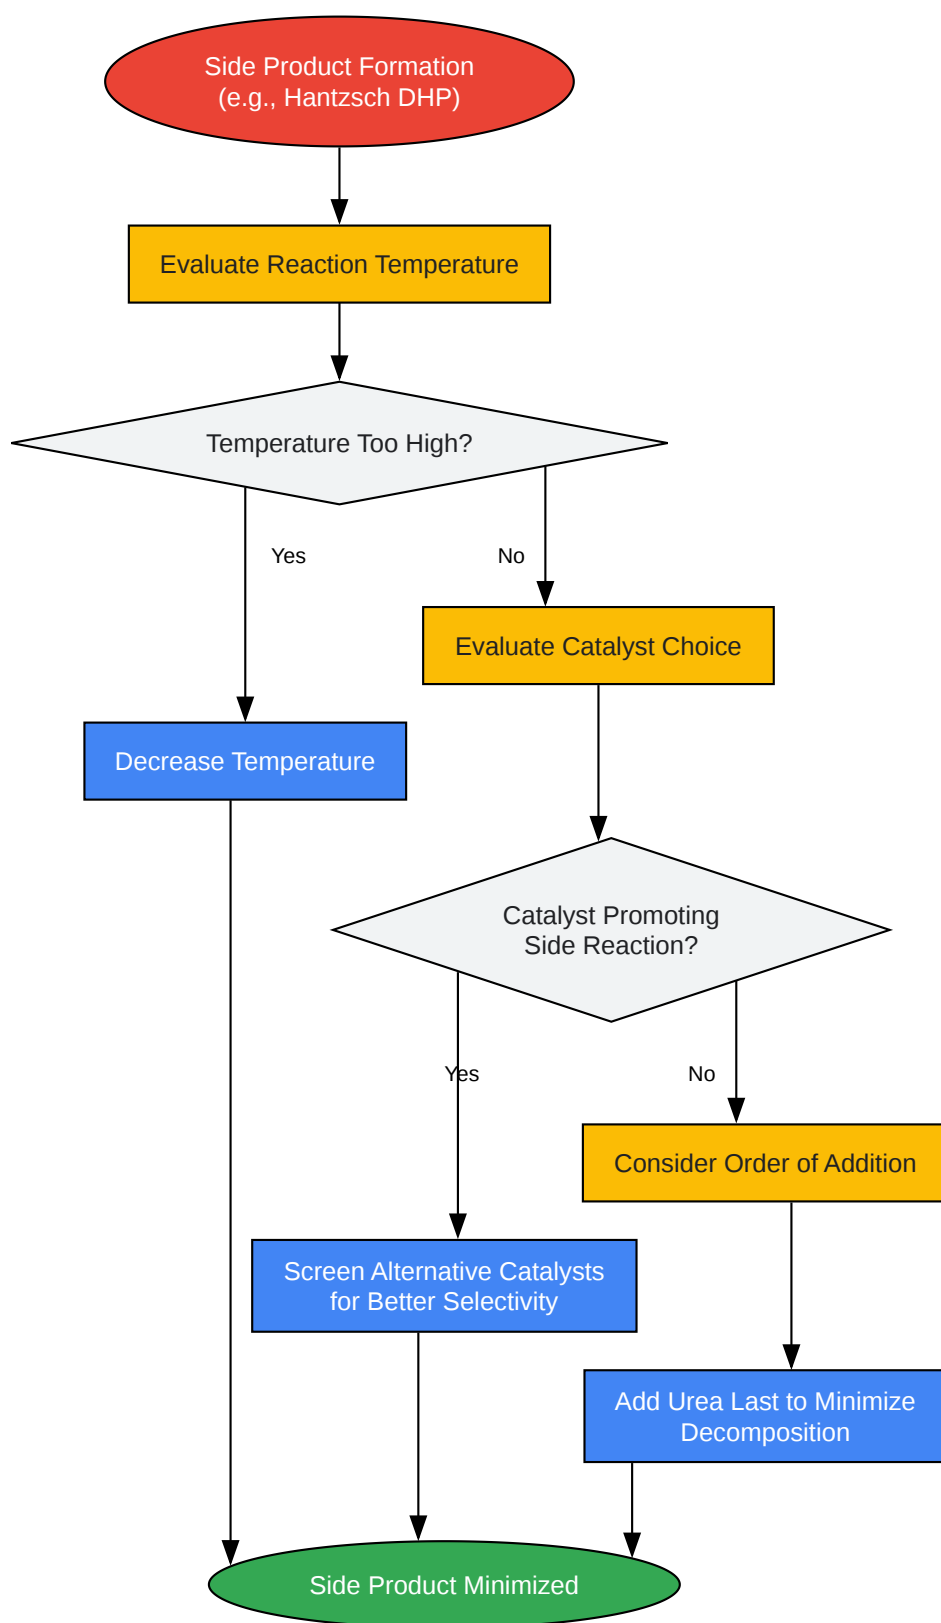 Side Product Formation
(e.g., Hantzsch DHP)
Evaluate Reaction Temperature
Temperature Too High?
Yes
No
Evaluate Catalyst Choice
Decrease Temperature
Catalyst Promoting
Side Reaction?
Yes
No
Consider Order of Addition
Screen Alternative Catalysts
for Better Selectivity
Add Urea Last to Minimize
Decomposition
Side Product Minimized